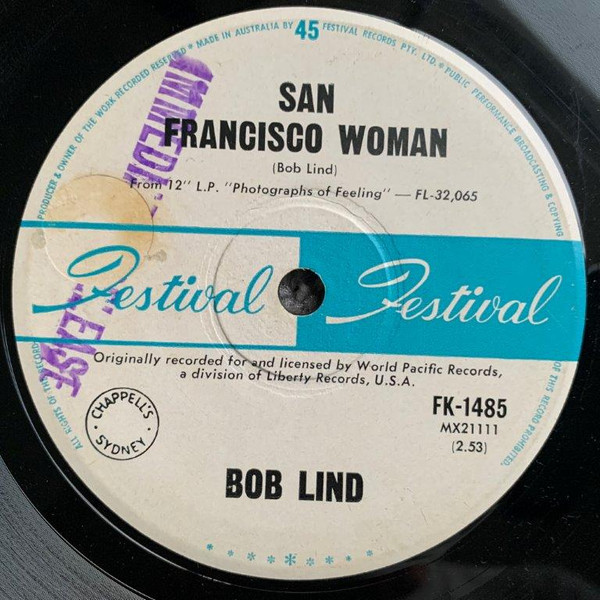 PRODUCER & OWNER OF THE WORK RECORDED RESERVED ★ MADE IN AUSTRALIA BY 45 FESTIVAL RECORDS PTY. LTD. ★ PUBLIC PERFORMANCE BROADCASTING & COPYING
SAN
FRANCISCO WOMAN
(Bob Lind)
From 12" L.P. "Photographs of Feeling" — FL-32,065
Festival Festival
Originally recorded for and licensed by World Pacific Records,
a division of Liberty Records, U.S.A.
FK-1485
MX21111
(2.53)
CHAPPELL'S
SYDNEY
BOB LIND
ALL RIGHTS OF THE RECORD
OF THIS RECORD PROHIBITED.